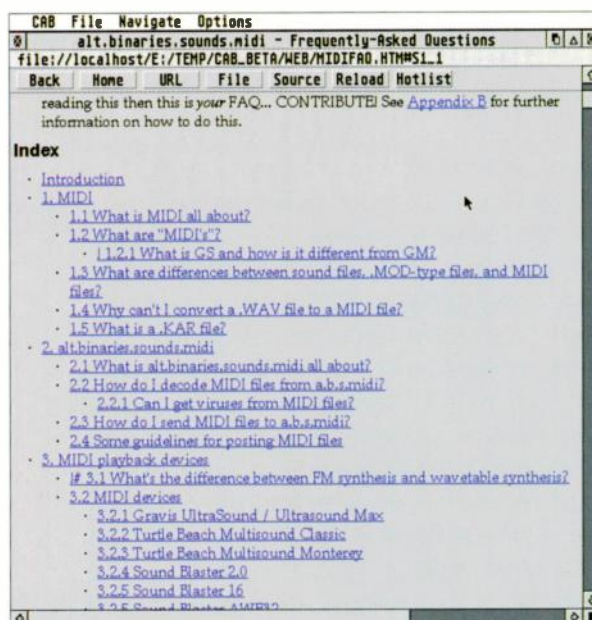 CAB File Navigate Options
alt.binaries.sounds.midi - Frequently-Asked Questions
file://localhost/E:/TEMP/CAB_BETA/WEB/MIDIFAQ.HTM#S1_1
Back Home URL File Source Reload Hotlist
reading this then this is your FAQ... CONTRIBUTE! See Appendix B for further
information on how to do this.
Index
· Introduction
· 1. MIDI
· 1.1 What is MIDI all about?
· 1.2 What are "MIDI's"?
· | 1.2.1 What is GS and how is it different from GM?
· 1.3 What are differences between sound files, .MOD-type files, and MIDI
files?
· 1.4 Why can't I convert a .WAV file to a MIDI file?
· 1.5 What is a .KAR file?
· 2. alt.binaries.sounds.midi
· 2.1 What is alt.binaries.sounds.midi all about?
· 2.2 How do I decode MIDI files from a.b.s.midi?
· 2.2.1 Can I get viruses from MIDI files?
· 2.3 How do I send MIDI files to a.b.s.midi?
· 2.4 Some guidelines for posting MIDI files
· 3. MIDI playback devices
· |# 3.1 What's the difference between FM synthesis and wavetable synthesis?
· 3.2 MIDI devices
· 3.2.1 Gravis UltraSound / Ultrasound Max
· 3.2.2 Turtle Beach Multisound Classic
· 3.2.3 Turtle Beach Multisound Monterey
· 3.2.4 Sound Blaster 2.0
· 3.2.5 Sound Blaster 16
· 3.2.5 Sound Blaster AWE32